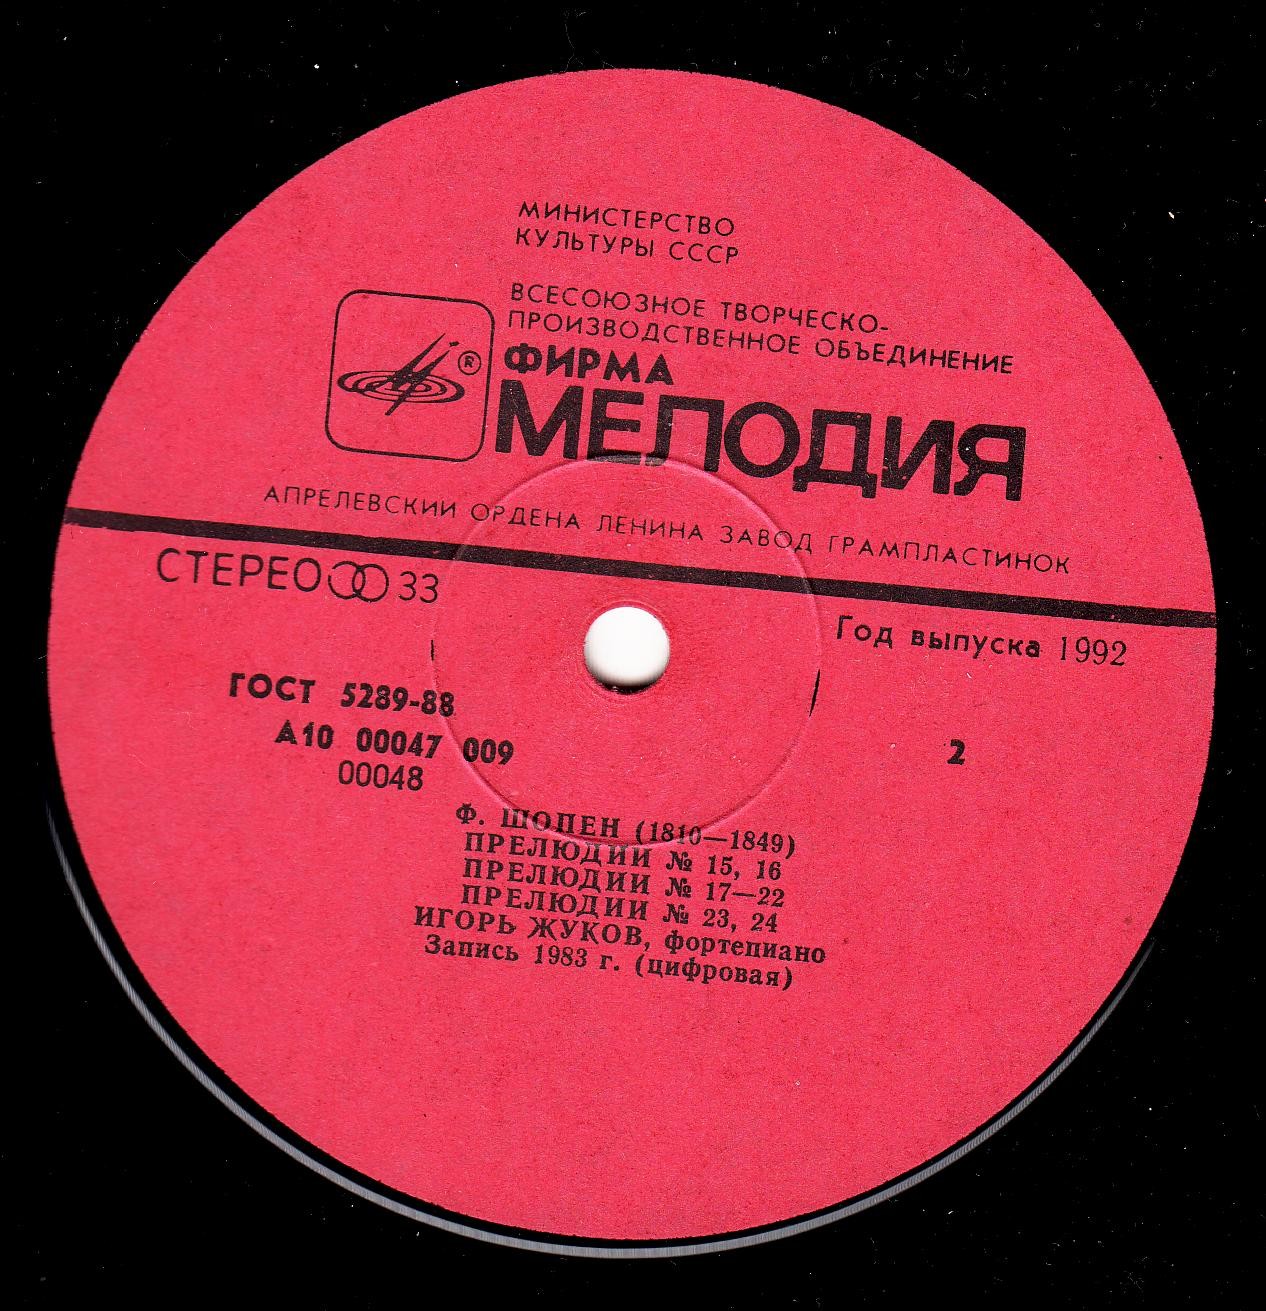 МИНИСТЕРСТВО
КУЛЬТУРЫ СССР
ВСЕСОЮЗНОЕ ТВОРЧЕСКО-
ПРОИЗВОДСТВЕННОЕ ОБЪЕДИНЕНИЕ
ФИРМА
®
МЕЛОДИЯ
АПРЕЛЕВСКИЙ ОРДЕНА ЛЕНИНА ЗАВОД ГРАМПЛАСТИНОК
СТЕРЕО 33
Год выпуска 1992
ГОСТ 5289-88
А10 00047 009
00048
2
Ф. ШОПЕН (1810—1849)
ПРЕЛЮДИИ № 15, 16
ПРЕЛЮДИИ № 17—22
ПРЕЛЮДИИ № 23, 24
ИГОРЬ ЖУКОВ, фортепиано
Запись 1983 г. (цифровая)